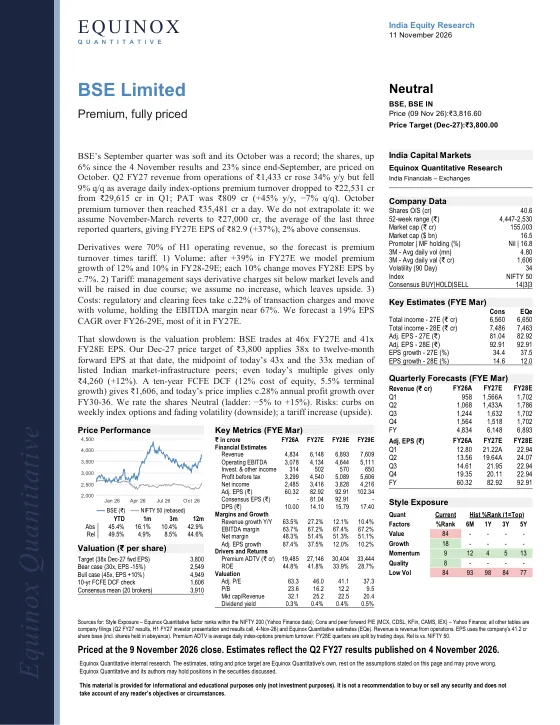 EQUINOX
QUANTITATIVE
India Equity Research
11 November 2026
BSE Limited
Premium, fully priced
Neutral
BSE, BSE IN
Price (09 Nov 26):₹3,816.60
Price Target (Dec-27):₹3,800.00
BSE's September quarter was soft and its October was a record; the shares, up
6% since the 4 November results and 23% since end-September, are priced on
October. Q2 FY27 revenue from operations of ₹1,433 cr rose 34% y/y but fell
9% q/q as average daily index-options premium turnover dropped to ₹22,531 cr
from ₹29,615 cr in Q1; PAT was ₹809 cr (+45% y/y, −7% q/q). October
premium turnover then reached ₹35,481 cr a day. We do not extrapolate it: we
assume November-March reverts to ₹27,000 cr, the average of the last
three reported quarters, giving FY27E EPS of ₹82.9 (+37%), 2% above consensus.
Derivatives were 70% of H1 operating revenue, so the forecast is premium
turnover times tariff. 1) Volume: after +39% in FY27E we model premium
growth of 12% and 10% in FY28-29E; each 10% change moves FY28E EPS by
c.7%. 2) Tariff: management says derivative charges sit below market levels and
will be raised in due course; we assume no increase, which leaves upside. 3)
Costs: regulatory and clearing fees take c.22% of transaction charges and move
with volume, holding the EBITDA margin near 67%. We forecast a 19% EPS
CAGR over FY26-29E, most of it in FY27E.
That slowdown is the valuation problem: BSE trades at 46x FY27E and 41x
FY28E EPS. Our Dec-27 price target of ₹3,800 applies 38x to twelve-month
forward EPS at that date, the midpoint of today's 43x and the 33x median of
listed Indian market-infrastructure peers; even today's multiple gives only
₹4,260 (+12%). A ten-year FCFE DCF (12% cost of equity, 5.5% terminal
growth) gives ₹1,606, and today's price implies c.28% annual profit growth over
FY30-36. We rate the shares Neutral (ladder: −5% to +15%). Risks: curbs on
weekly index options and fading volatility (downside); a tariff increase (upside).
India Capital Markets
Equinox Quantitative Research
India Financials – Exchanges
Company Data
Shares O/S (cr) 40.6
52-week range (₹) 4,447-2,530
Market cap (₹ cr) 155,003
Market cap ($ bn) 16.5
Promoter | MF holding (%) Nil | 16.8
3M - Avg daily vol (mn) 4.80
3M - Avg daily val (₹ cr) 1,606
Volatility (90 Day) 34
Index NIFTY 50
Consensus BUY|HOLD|SELL 14|3|3
Key Estimates (FYE Mar)
Cons EQe
Total income - 27E (₹ cr) 6,560 6,650
Total income - 28E (₹ cr) 7,486 7,463
Adj. EPS - 27E (₹) 81.04 82.92
Adj. EPS - 28E (₹) 92.91 92.91
EPS growth - 27E (%) 34.4 37.5
EPS growth - 28E (%) 14.6 12.0
Quarterly Forecasts (FYE Mar)
Revenue (₹ cr) FY26A FY27E FY28E
Q1 958 1,566A 1,702
Q2 1,068 1,433A 1,786
Q3 1,244 1,632 1,702
Q4 1,564 1,518 1,702
FY 4,834 6,148 6,893
Adj. EPS (₹) FY26A FY27E FY28E
Q1 12.80 21.22A 22.94
Q2 13.56 19.64A 24.07
Q3 14.61 21.95 22.94
Q4 19.35 20.11 22.94
FY 60.32 82.92 92.91
Style Exposure
Quant Current Hist %Rank (1=Top)
Factors %Rank 6M 1Y 3Y 5Y
Value 84 - - - -
Growth 18 - - - -
Momentum 9 12 4 5 13
Quality 8 - - - -
Low Vol 84 93 98 84 77
Price Performance
4,500
4,000
3,500
3,000
2,500
2,000
Jan 26 Apr 26 Jul 26 Oct 26
BSE (₹) NIFTY 50 (rebased)
YTD 1m 3m 12m
Abs 45.4% 16.1% 10.4% 42.9%
Rel 49.5% 4.9% 8.5% 44.6%
Valuation (₹ per share)
Target (38x Dec-27 fwd EPS) 3,800
Bear case (30x, EPS -15%) 2,549
Bull case (45x, EPS +10%) 4,949
10-yr FCFE DCF check 1,606
Consensus mean (20 brokers) 3,910
Key Metrics (FYE Mar)
₹ in crore FY26A FY27E FY28E FY29E
Financial Estimates
Revenue 4,834 6,148 6,893 7,609
Operating EBITDA 3,078 4,134 4,644 5,111
Invest. & other income 314 502 570 650
Profit before tax 3,299 4,540 5,089 5,606
Net income 2,485 3,416 3,828 4,216
Adj. EPS (₹) 60.32 82.92 92.91 102.34
Consensus EPS (₹) - 81.04 92.91 -
DPS (₹) 10.00 14.10 15.79 17.40
Margins and Growth
Revenue growth Y/Y 63.5% 27.2% 12.1% 10.4%
EBITDA margin 63.7% 67.2% 67.4% 67.2%
Net margin 48.3% 51.4% 51.3% 51.1%
Adj. EPS growth 87.4% 37.5% 12.0% 10.2%
Drivers and Returns
Premium ADTV (₹ cr) 19,485 27,146 30,404 33,444
ROE 44.8% 41.8% 33.9% 28.7%
Valuation
Adj. P/E 63.3 46.0 41.1 37.3
P/B 23.6 16.2 12.2 9.5
Mkt cap/Revenue 32.1 25.2 22.5 20.4
Dividend yield 0.3% 0.4% 0.4% 0.5%
Sources for: Style Exposure – Equinox Quantitative factor ranks within the NIFTY 200 (Yahoo Finance data); Cons and peer forward P/E (MCX, CDSL, KFin, CAMS, IEX) – Yahoo Finance; all other tables are
company filings (Q2 FY27 results, H1 FY27 investor presentation and results call, 4-Nov-26) and Equinox Quantitative estimates (EQe). Revenue is revenue from operations. EPS uses the company's 41.2 cr
share base (incl. shares held in abeyance). Premium ADTV is average daily index-options premium turnover. FY28E quarters are split by trading days. Rel is vs. NIFTY 50.
Priced at the 9 November 2026 close. Estimates reflect the Q2 FY27 results published on 4 November 2026.
Equinox Quantitative internal research. The estimates, rating and price target are Equinox Quantitative's own, rest on the assumptions stated on this page and may prove wrong.
Equinox Quantitative and its authors may hold positions in the securities discussed.
This material is provided for informational and educational purposes only (not investment purposes). It is not a recommendation to buy or sell any security and does not
take account of any reader's objectives or circumstances.
Equinox Quantitative